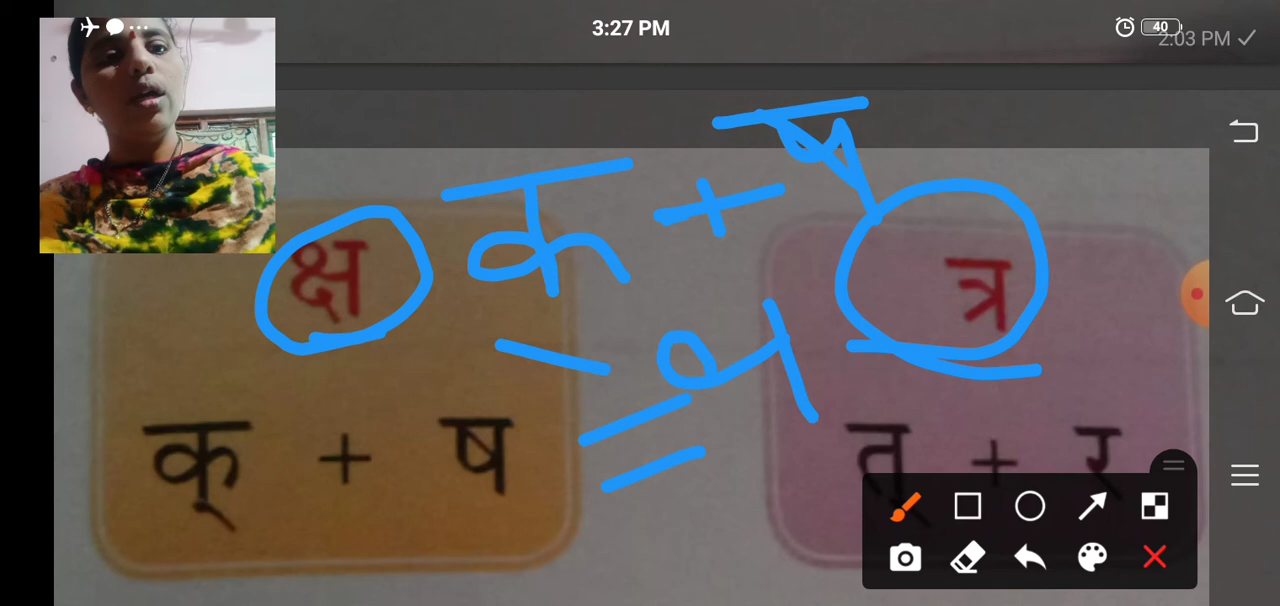 3:27 PM
40
2:03 PM
क + ष
क्ष
त्र
=
क् + ष
त् + र्